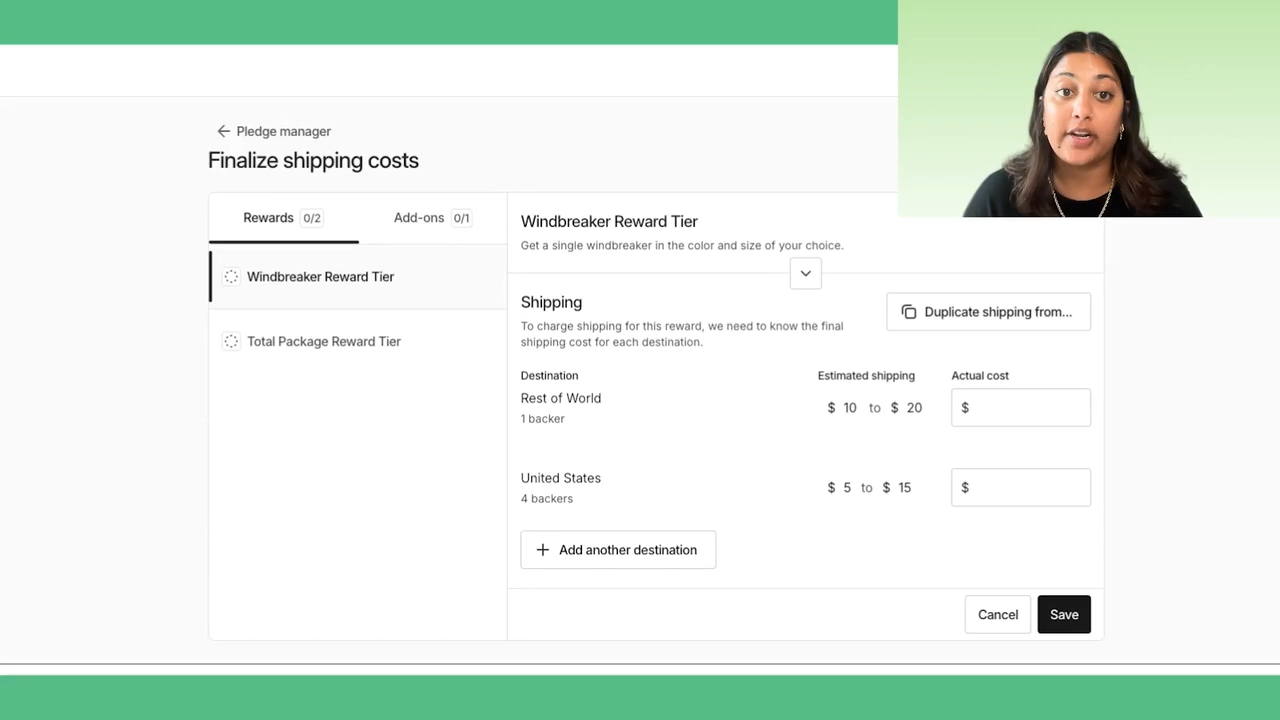 Pledge manager
Finalize shipping costs
Rewards 0/2
Add-ons 0/1
Windbreaker Reward Tier
Total Package Reward Tier
Windbreaker Reward Tier
Get a single windbreaker in the color and size of your choice.
Shipping
To charge shipping for this reward, we need to know the final
shipping cost for each destination.
Duplicate shipping from...
Destination
Estimated shipping
Actual cost
Rest of World
1 backer
$ 10 to $ 20
$
United States
4 backers
$ 5 to $ 15
$
Add another destination
Cancel
Save